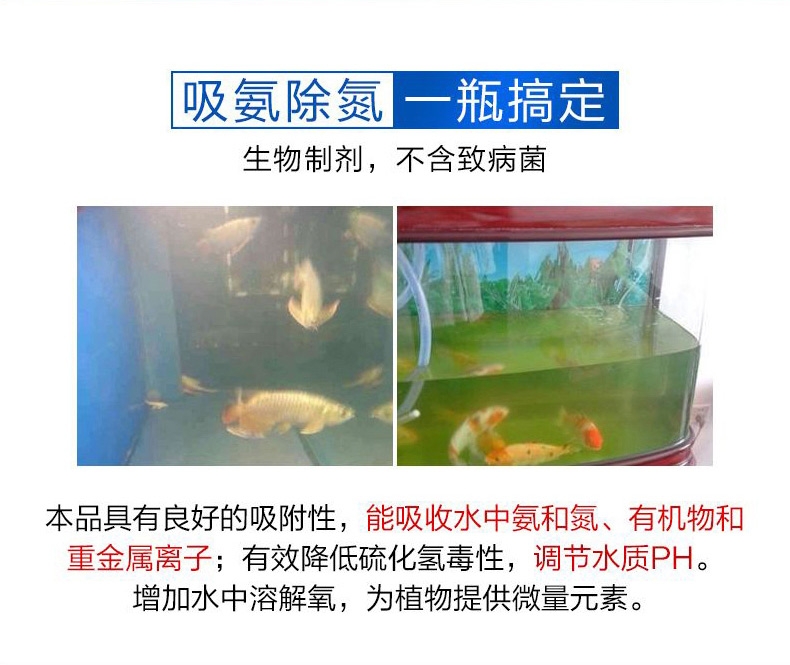 吸氨除氮 一瓶搞定
生物制剂，不含致病菌
本品具有良好的吸附性，能吸收水中氨和氮、有机物和
重金属离子；有效降低硫化氢毒性，调节水质PH。
增加水中溶解氧，为植物提供微量元素。